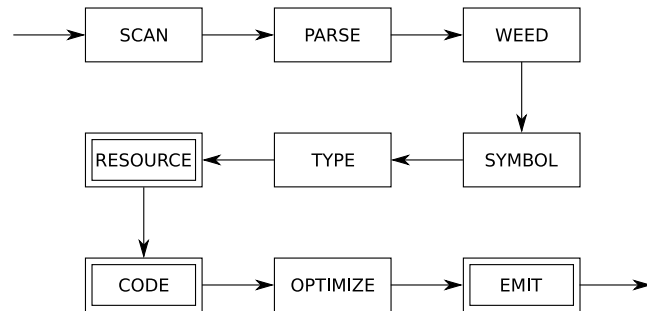 SCAN PARSE WEED
RESOURCE TYPE SYMBOL
CODE OPTIMIZE EMIT